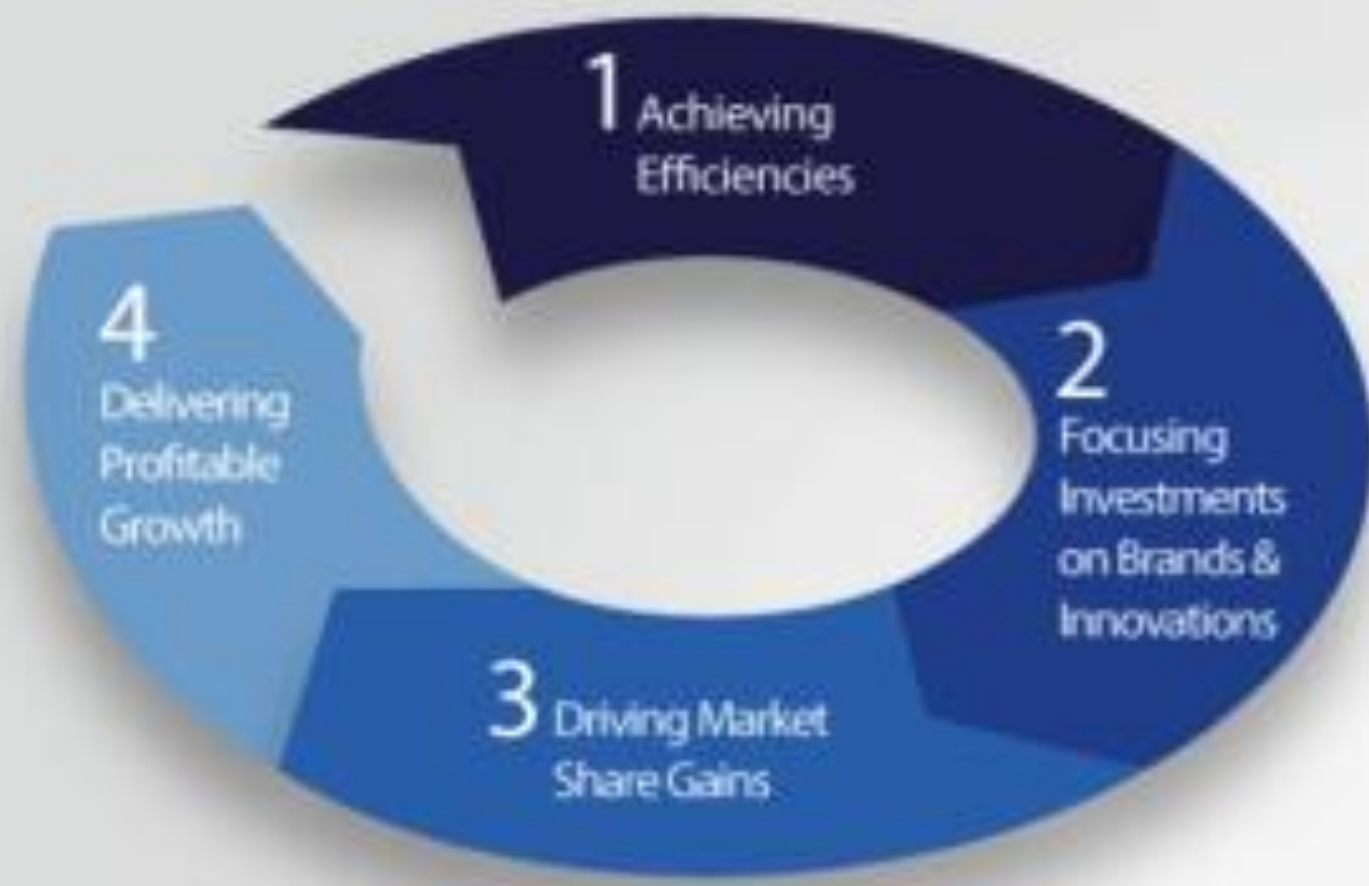 1 Achieving
Efficiencies
2
Focusing
Investments
on Brands &
Innovations
3 Driving Market
Share Gains
4
Delivering
Profitable
Growth